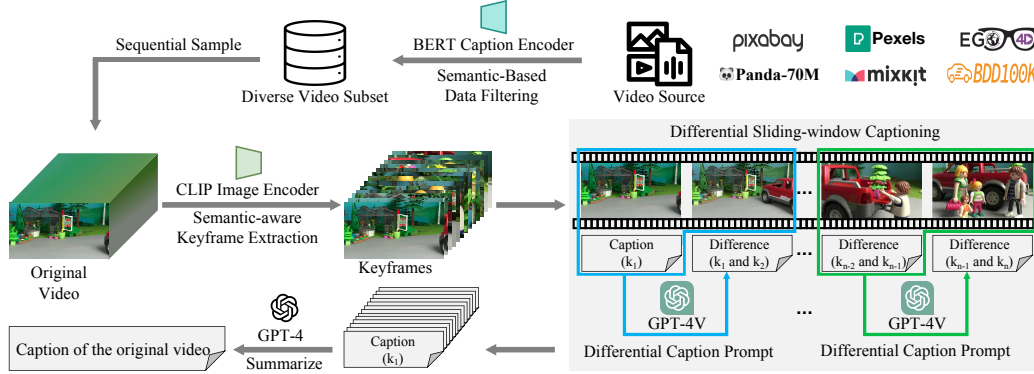 Sequential Sample
Diverse Video Subset
BERT Caption Encoder
Semantic-Based
Data Filtering
Video Source
pixabay
Pexels
EGO 4D
Panda-70M
mixkit
BDD100K
Original
Video
CLIP Image Encoder
Semantic-aware
Keyframe Extraction
Keyframes
Differential Sliding-window Captioning
...
Caption
(k1)
Difference
(k1 and k2)
...
Difference
(kn-2 and kn-1)
Difference
(kn-1 and kn)
GPT-4V
...
GPT-4V
Differential Caption Prompt
Differential Caption Prompt
Caption
(k1)
GPT-4
Summarize
Caption of the original video